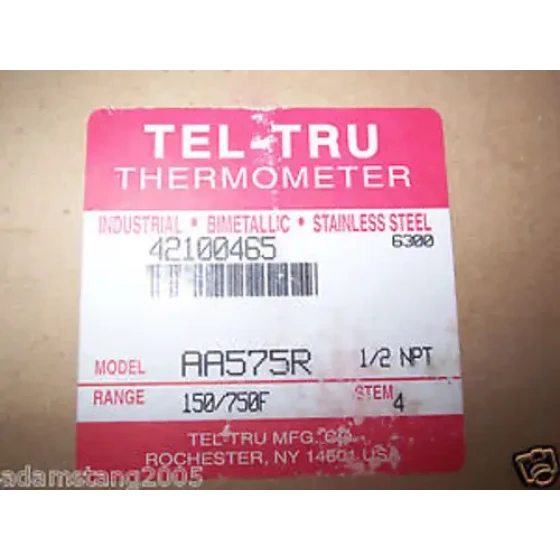 TEL-TRU
THERMOMETER
INDUSTRIAL • BIMETALLIC • STAINLESS STEEL
42100465 6300
MODEL AA575R 1/2 NPT
RANGE 150/750F STEM 4
TEL-TRU MFG. CO.
ROCHESTER, NY 14601 USA
adamstang2005